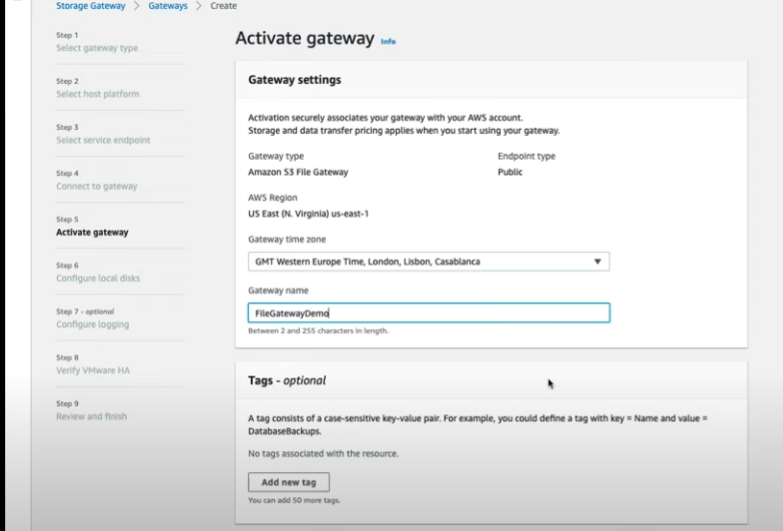 Storage Gateway > Gateways > Create
Step 1
Select gateway type
Step 2
Select host platform
Step 3
Select service endpoint
Step 4
Connect to gateway
Step 5
Activate gateway
Step 6
Configure local disks
Step 7 - optional
Configure logging
Step 8
Verify VMware HA
Step 9
Review and finish
Activate gateway Info
Gateway settings
Activation securely associates your gateway with your AWS account.
Storage and data transfer pricing applies when you start using your gateway.
Gateway type
Amazon S3 File Gateway
Endpoint type
Public
AWS Region
US East (N. Virginia) us-east-1
Gateway time zone
GMT Western Europe Time, London, Lisbon, Casablanca
Gateway name
FileGatewayDemo
Between 2 and 255 characters in length.
Tags - optional
A tag consists of a case-sensitive key-value pair. For example, you could define a tag with key = Name and value =
DatabaseBackups.
No tags associated with the resource.
Add new tag
You can add 50 more tags.